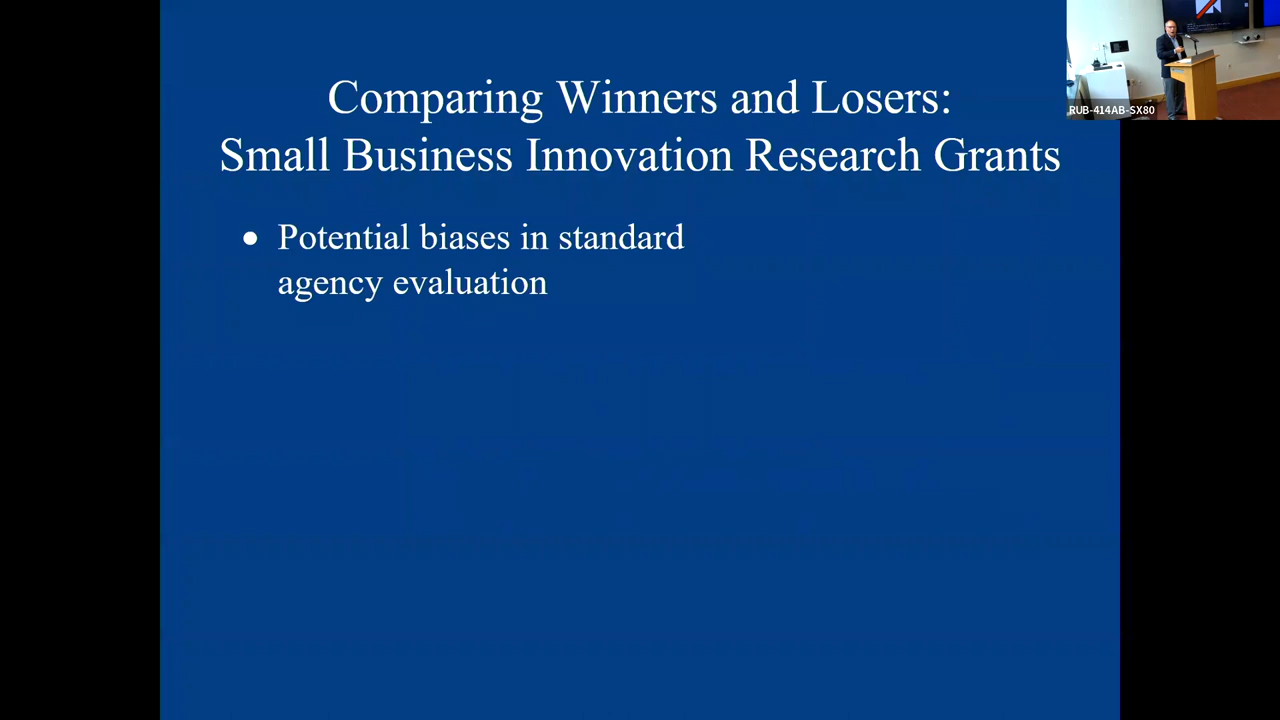 Comparing Winners and Losers:
Small Business Innovation Research Grants
• Potential biases in standard
agency evaluation
RUB-414AB-SX80